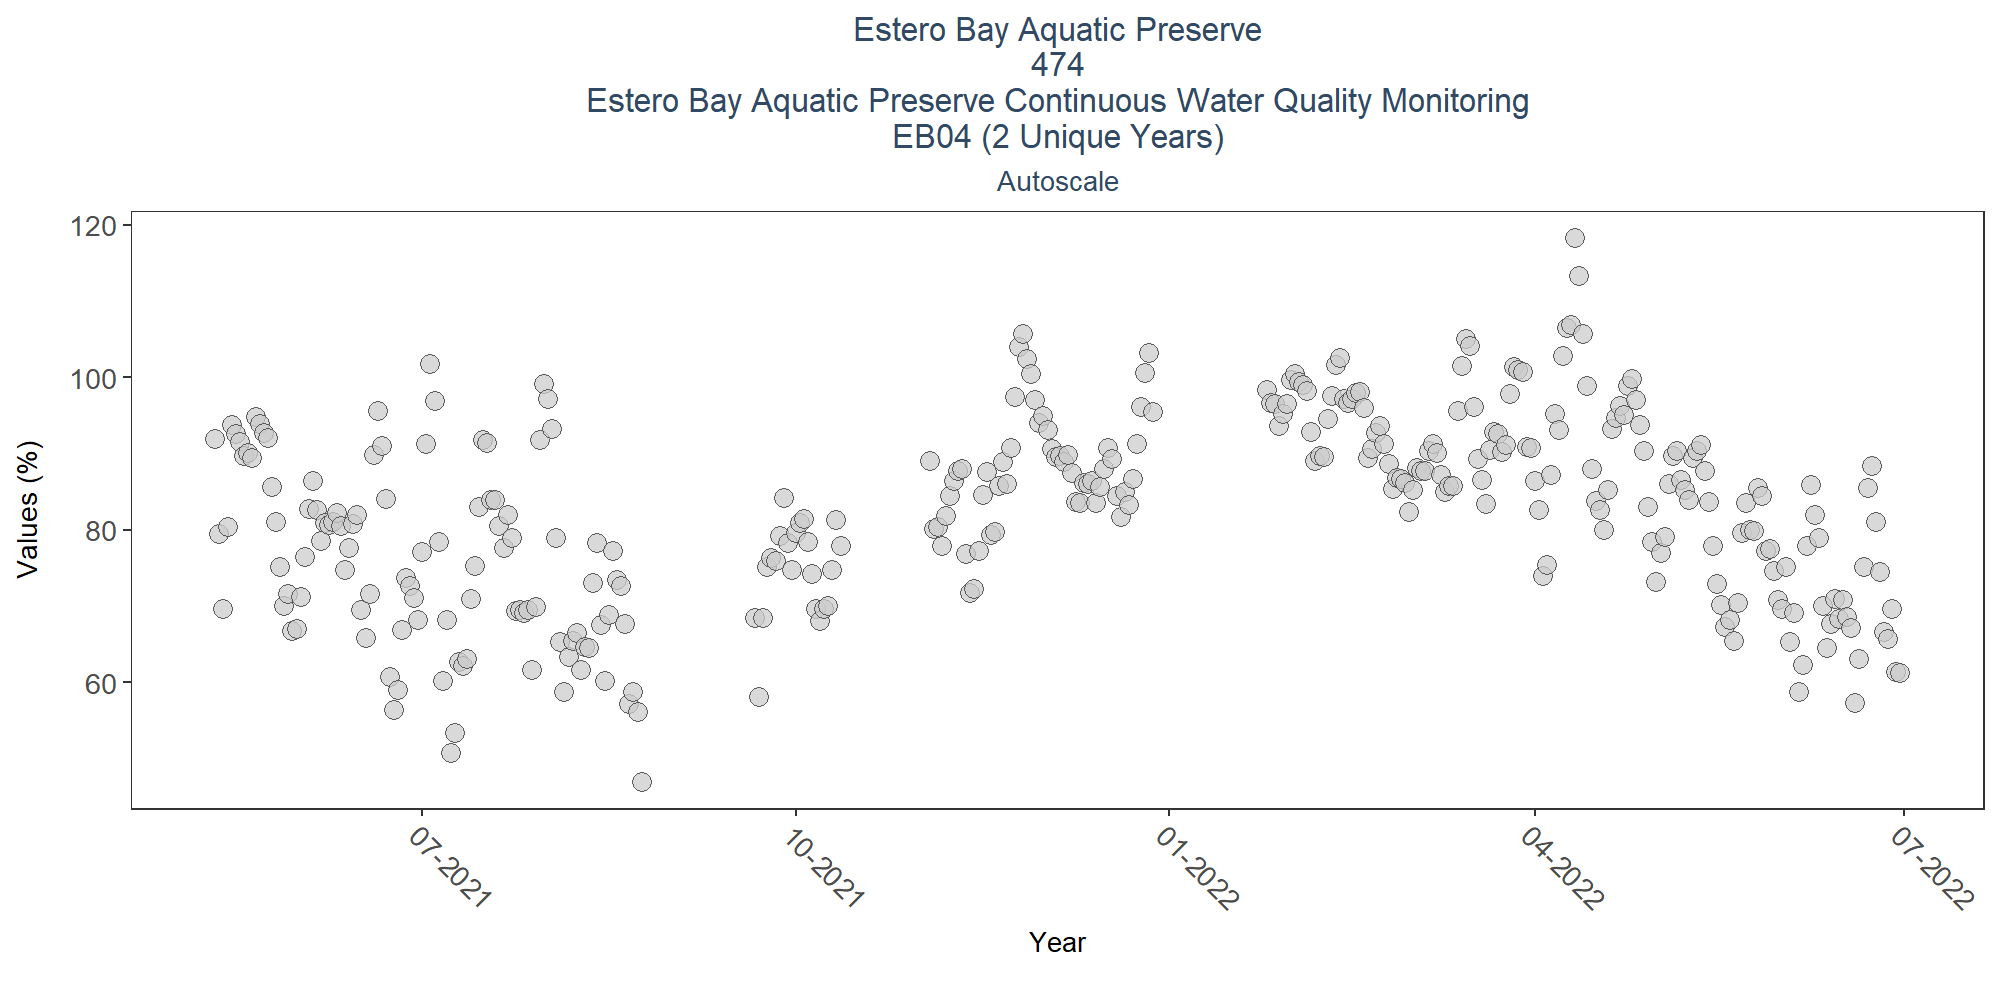 Estero Bay Aquatic Preserve
474
Estero Bay Aquatic Preserve Continuous Water Quality Monitoring
EB04 (2 Unique Years)
Autoscale
Values (%)
120
100
80
60
07-2021
10-2021
01-2022
04-2022
07-2022
Year